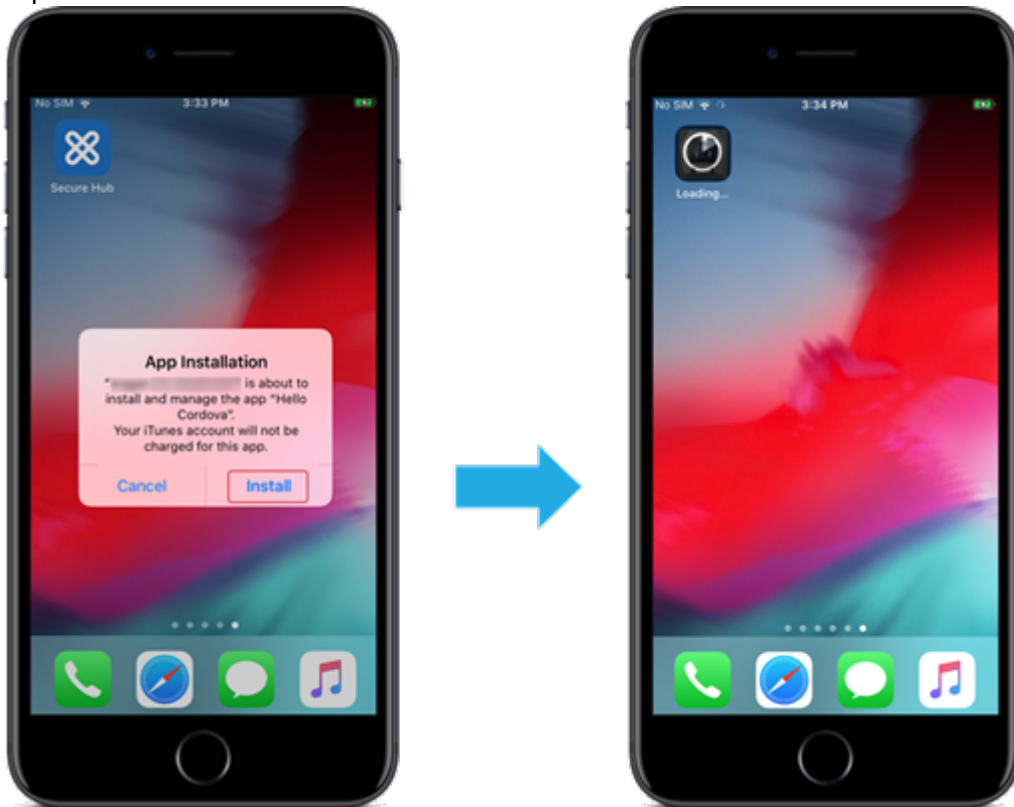 No SIM
3:33 PM
Secure Hub
App Installation
" is about to
install and manage the app "Hello
Cordova".
Your iTunes account will not be
charged for this app.
Cancel
Install
No SIM
3:34 PM
Loading...